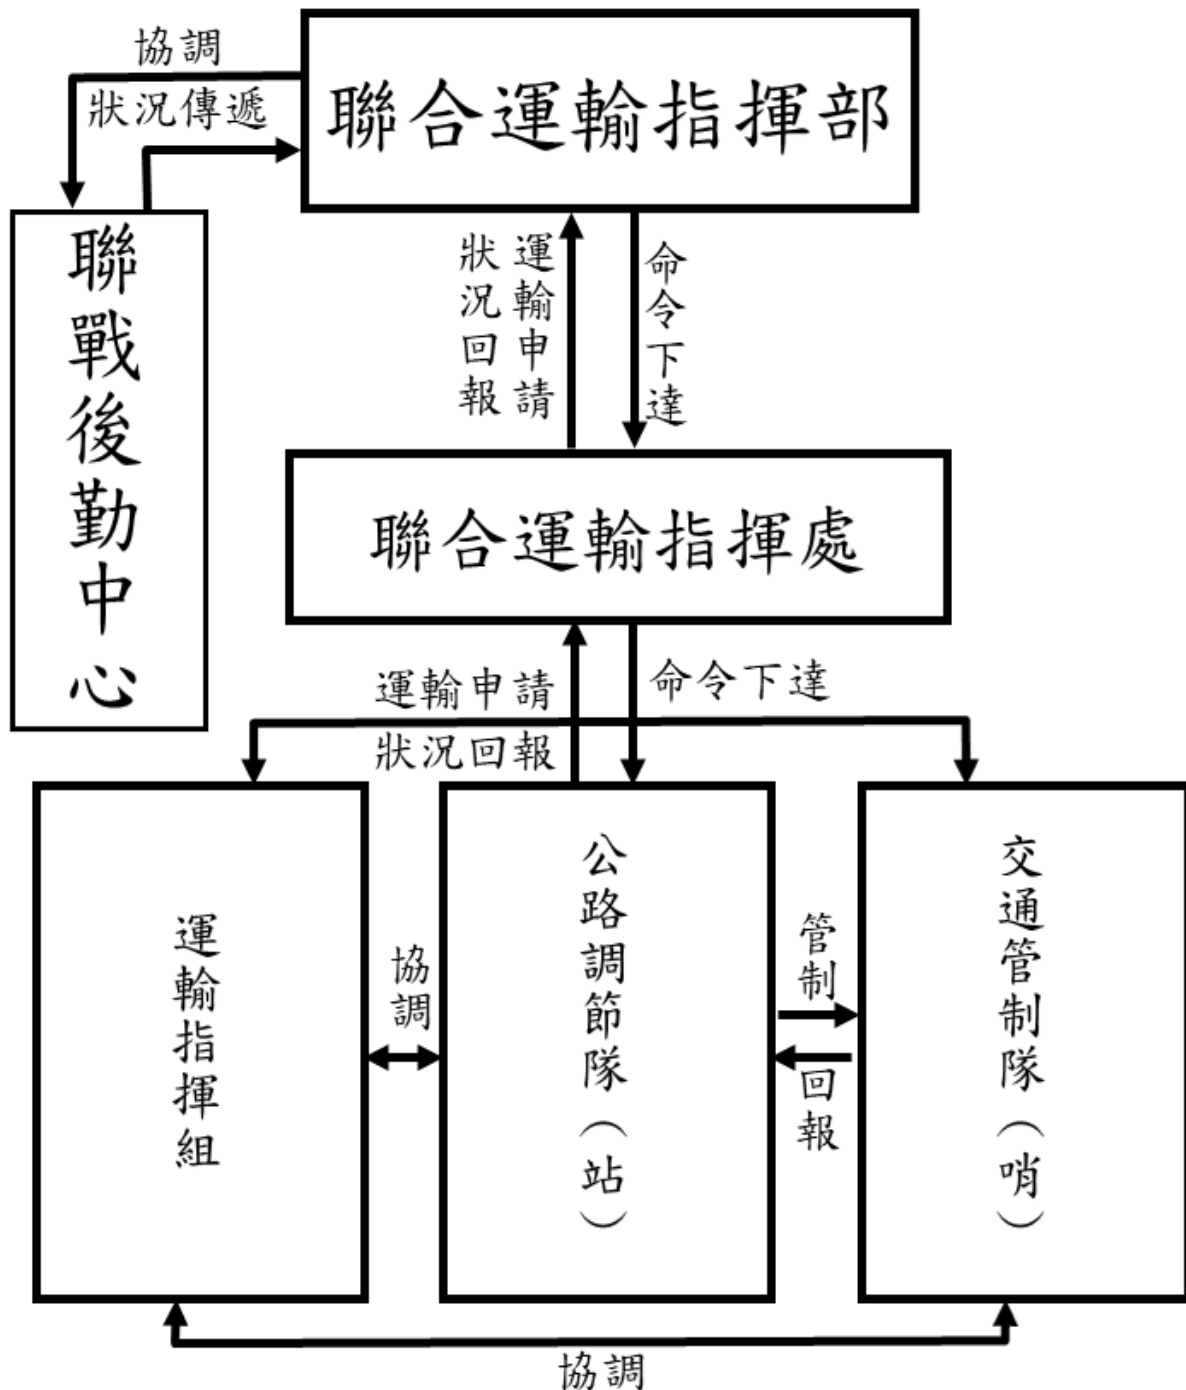 協調
狀況傳遞
聯合運輸指揮部
聯戰後勤中心
運輸申請
狀況回報
命令下達
聯合運輸指揮處
運輸申請
狀況回報
命令下達
運輸指揮組
協調
公路調節隊（站）
管制
回報
交通管制隊（哨）
協調